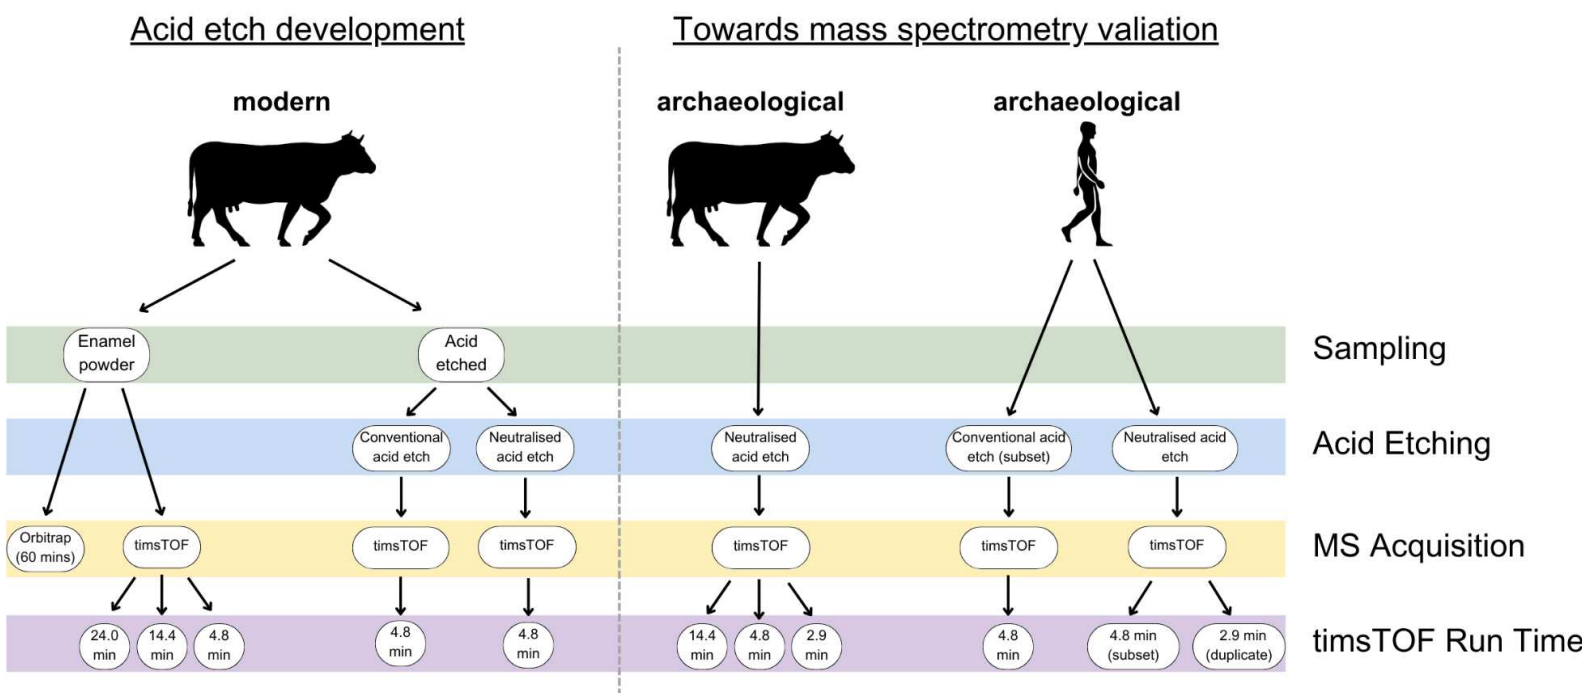 Acid etch development
Towards mass spectrometry valiation
modern
archaeological
archaeological
Enamel
powder
Acid
etched
Sampling
Conventional
acid etch
Neutralised
acid etch
Neutralised
acid etch
Conventional acid
etch (subset)
Neutralised acid
etch
Acid Etching
Orbitrap
(60 mins)
timsTOF
timsTOF
timsTOF
timsTOF
timsTOF
timsTOF
MS Acquisition
24.0
min
14.4
min
4.8
min
4.8
min
4.8
min
14.4
min
4.8
min
2.9
min
4.8
min
4.8 min
(subset)
2.9 min
(duplicate)
timsTOF Run Time